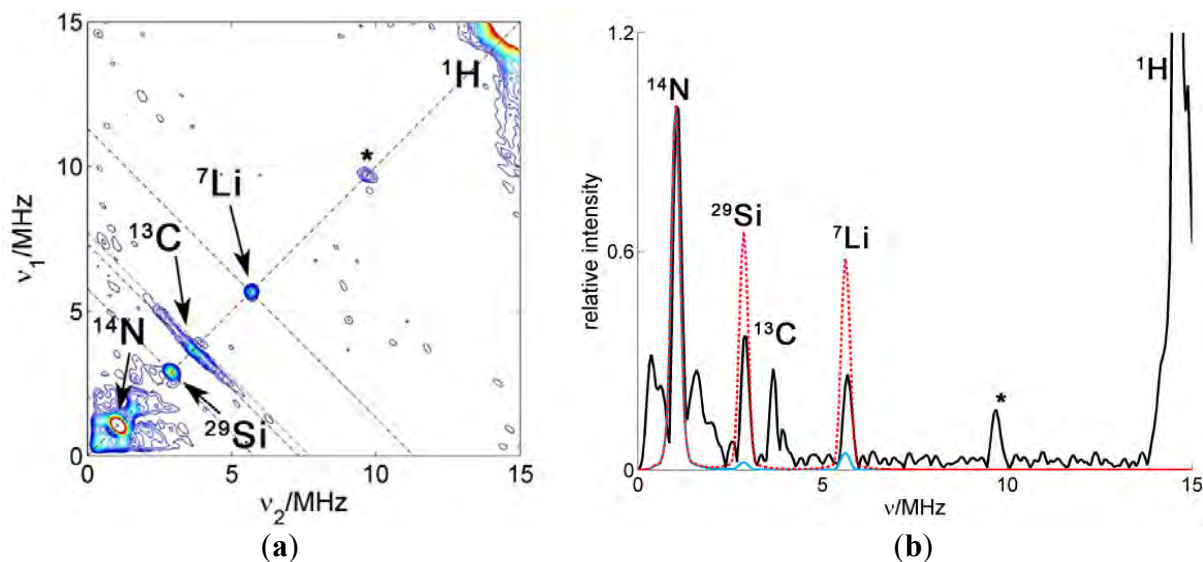 15
¹H
*
10
⁷Li
ν₁/MHz
¹³C
5
¹⁴N
²⁹Si
0
0 5 10 15
ν₂/MHz
(a)
1.2
¹H
¹⁴N
relative intensity
²⁹Si
⁷Li
0.6
¹³C
*
0
0 5 10 15
ν/MHz
(b)